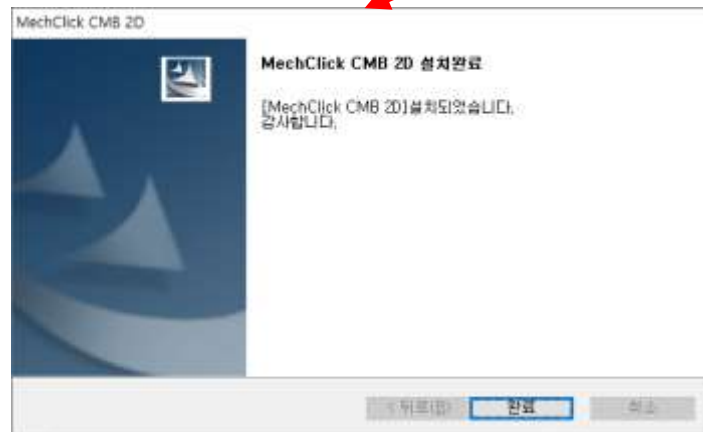 MechClick CMB 2D
MechClick CMB 2D 설치완료
[MechClick CMB 2D]설치되었습니다.
감사합니다.
< 뒤로(B)
완료
취소